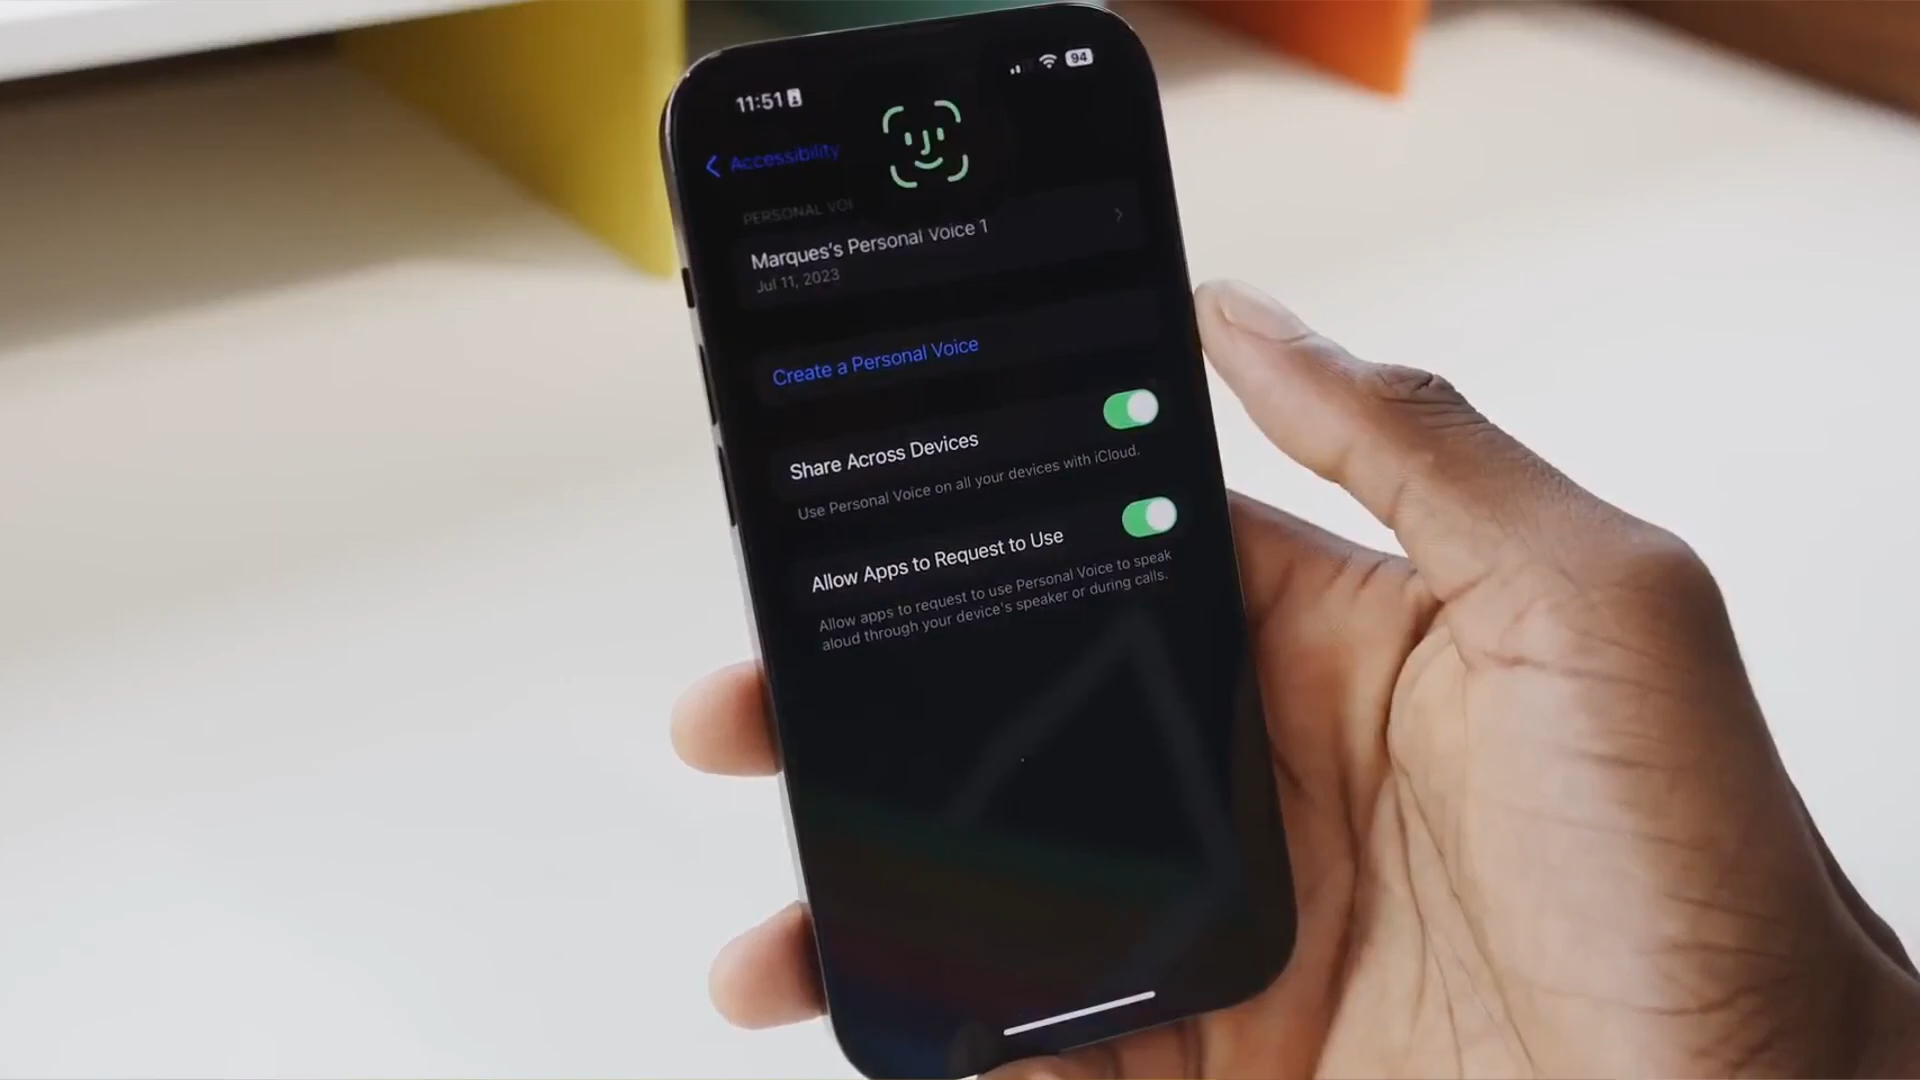 11:51
94
Accessibility
PERSONAL VOI
Marques's Personal Voice 1
Jul 11, 2023
Create a Personal Voice
Share Across Devices
Use Personal Voice on all your devices with iCloud.
Allow Apps to Request to Use
Allow apps to request to use Personal Voice to speak
aloud through your device's speaker or during calls.